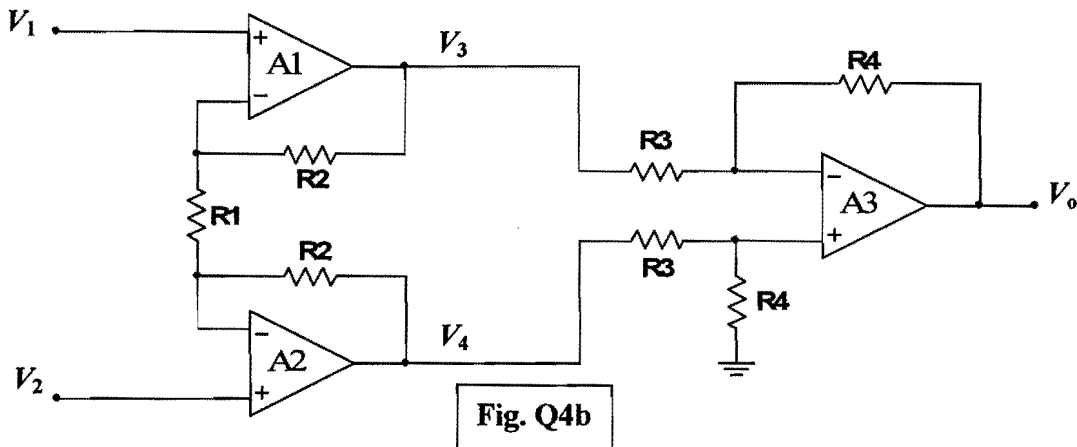 V1
+
A1
−
V3
R4
R2
R3
−
A3
+
Vo
R1
R2
R3
R4
−
A2
+
V4
V2
Fig. Q4b